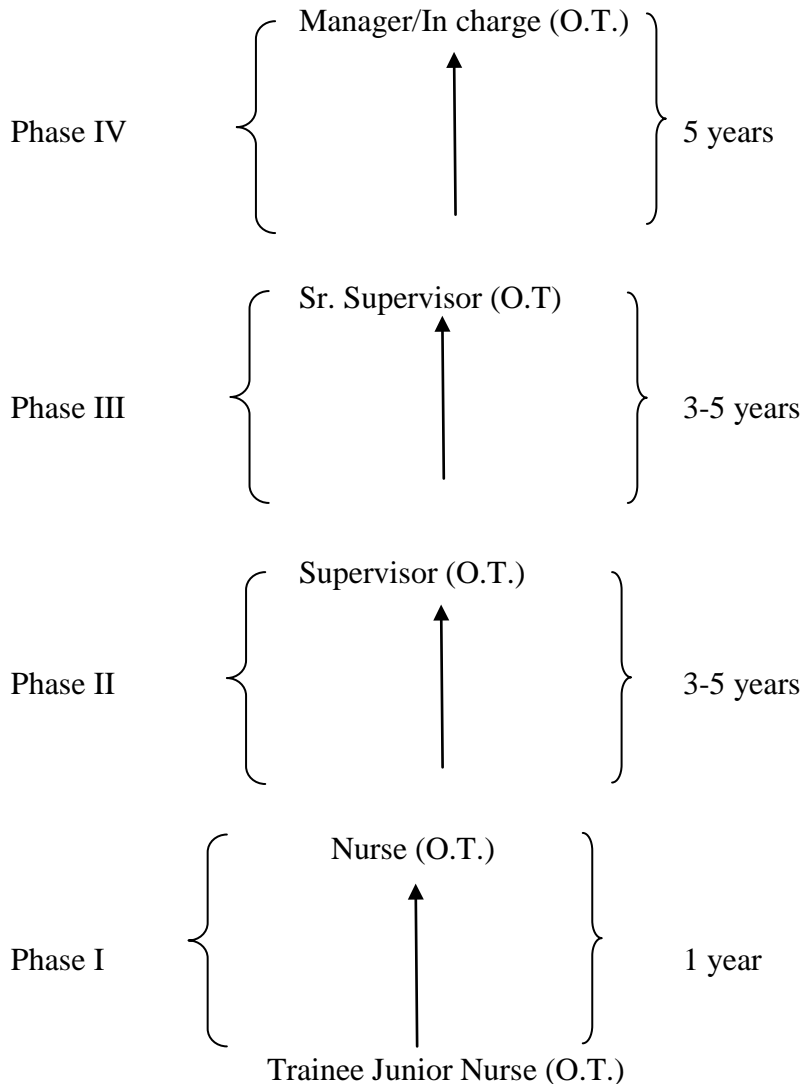 Manager/In charge (O.T.)
Phase IV
5 years
Sr. Supervisor (O.T)
Phase III
3-5 years
Supervisor (O.T.)
Phase II
3-5 years
Nurse (O.T.)
Phase I
1 year
Trainee Junior Nurse (O.T.)